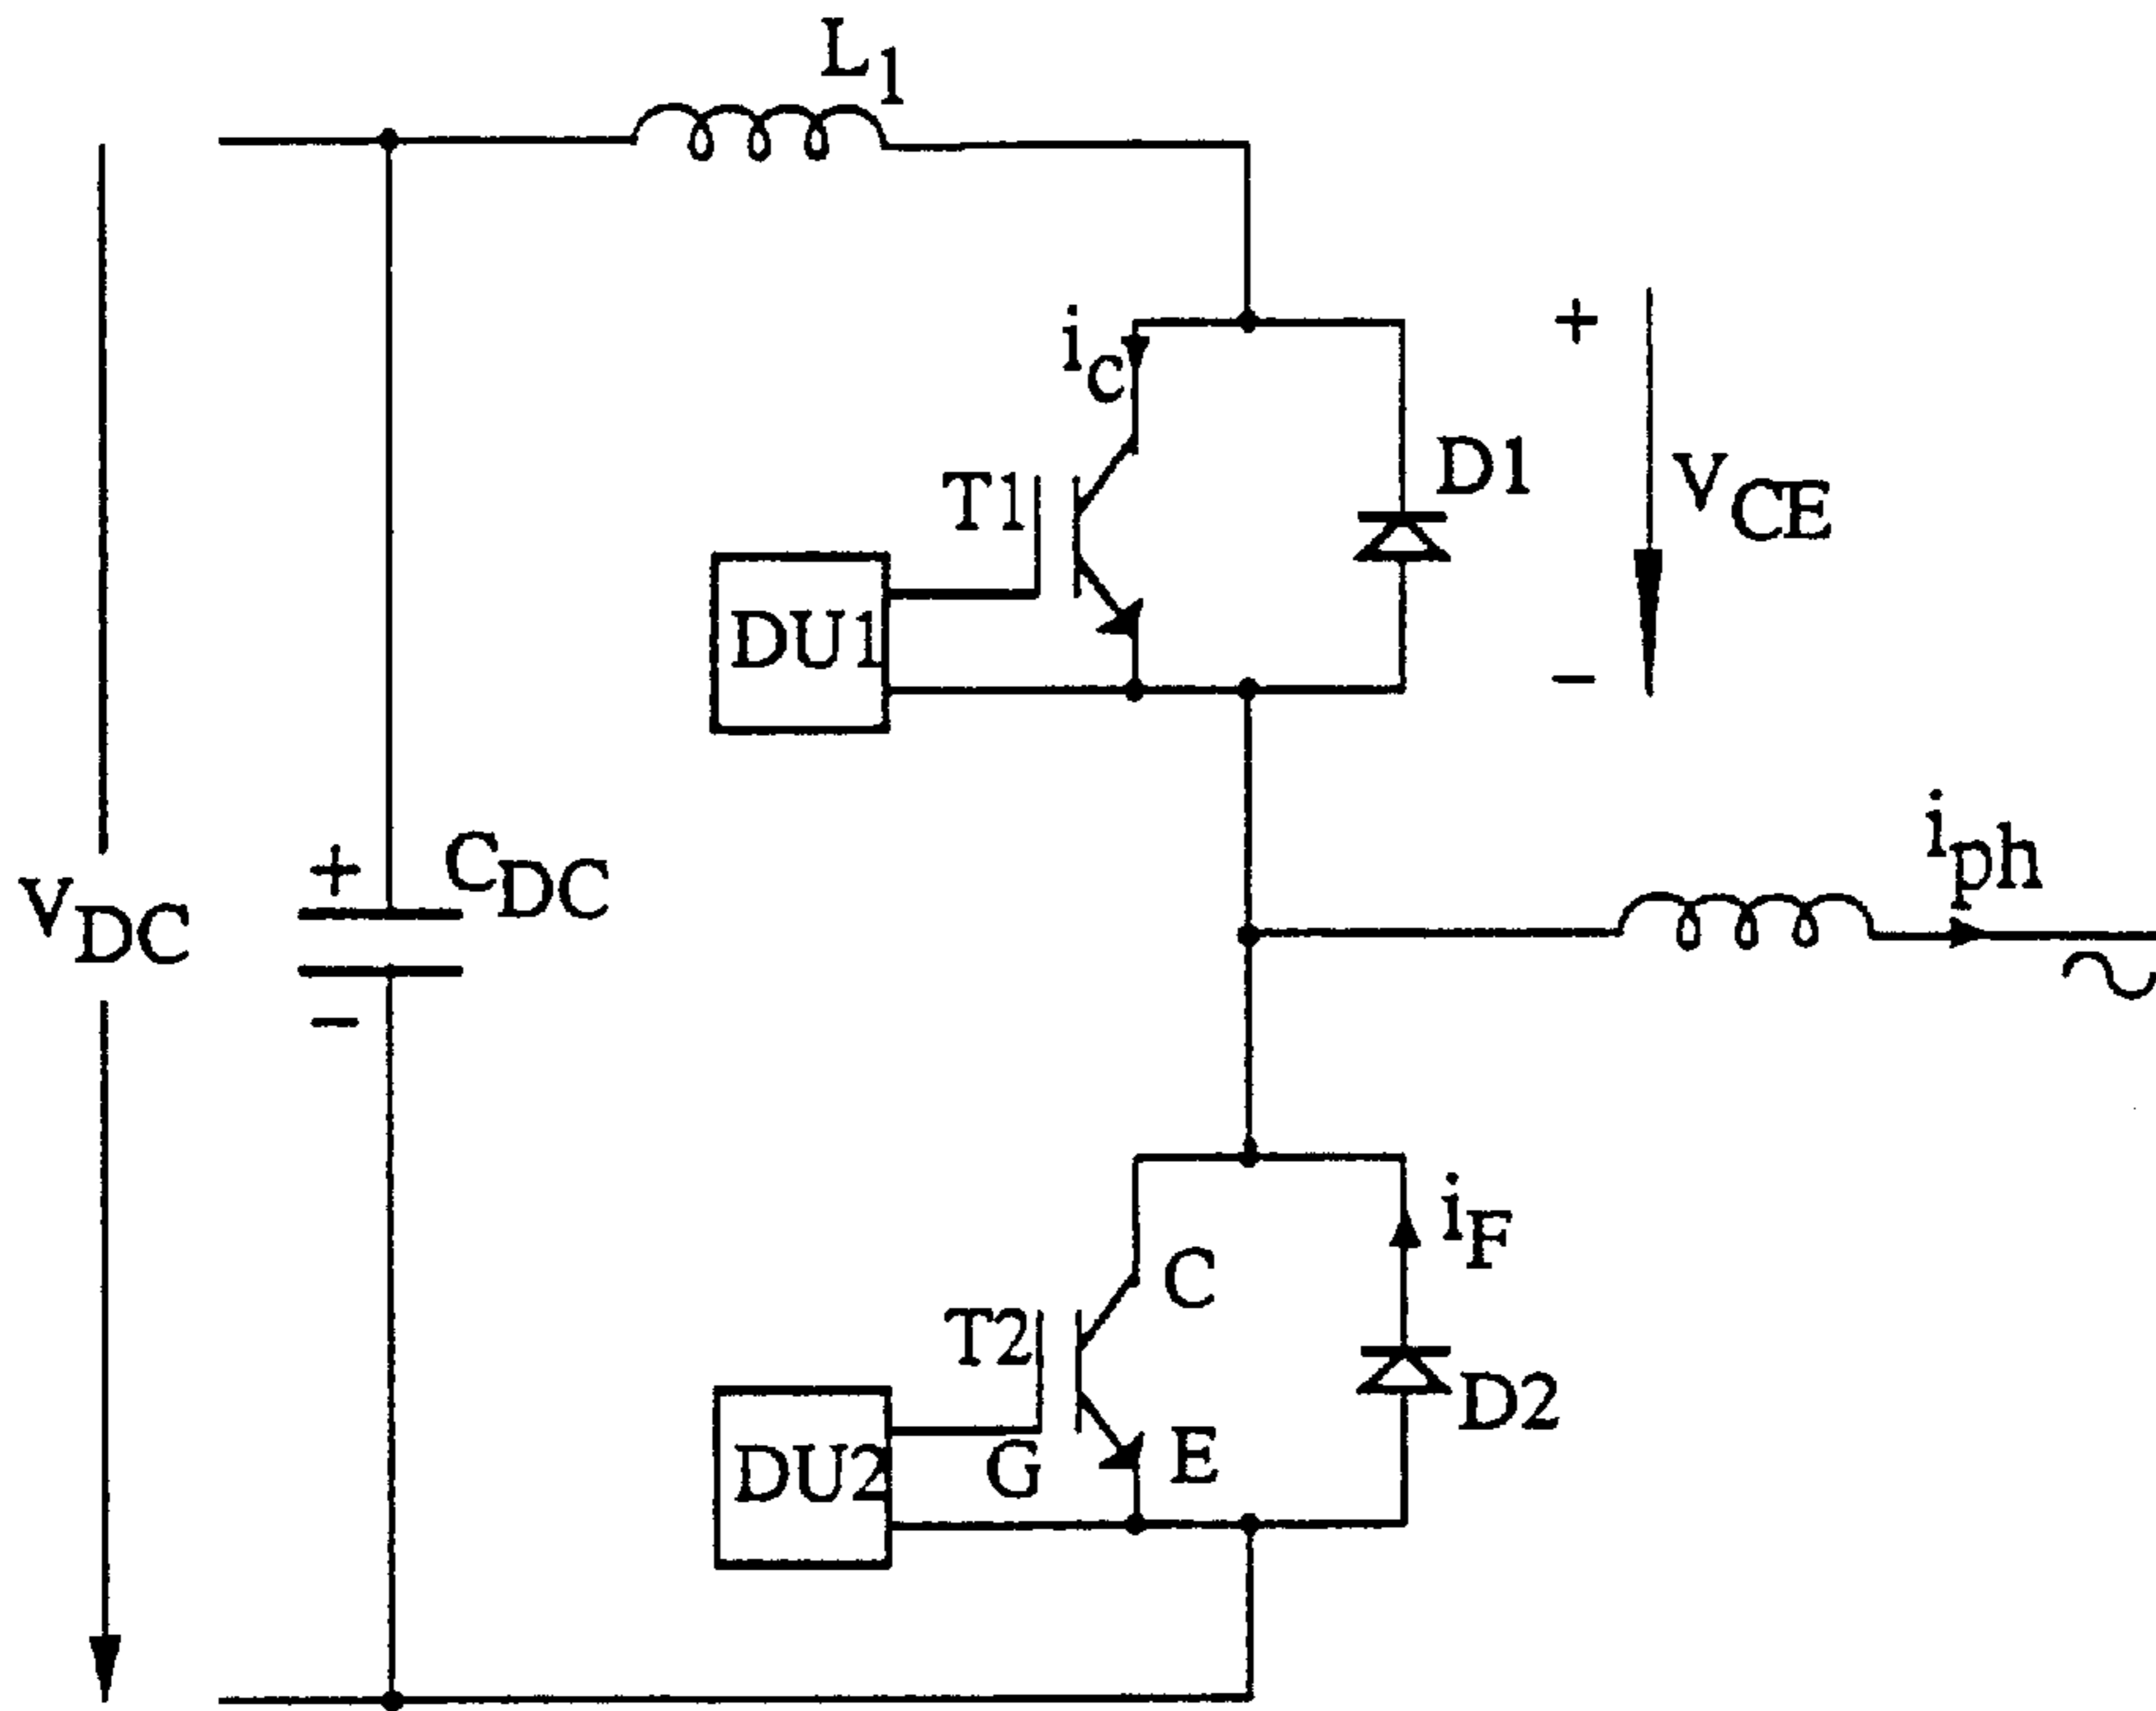 L1
iC
T1
D1
VCE
DU1
+
−
iph
+
CDC
VDC
−
iF
C
T2
D2
E
G
DU2